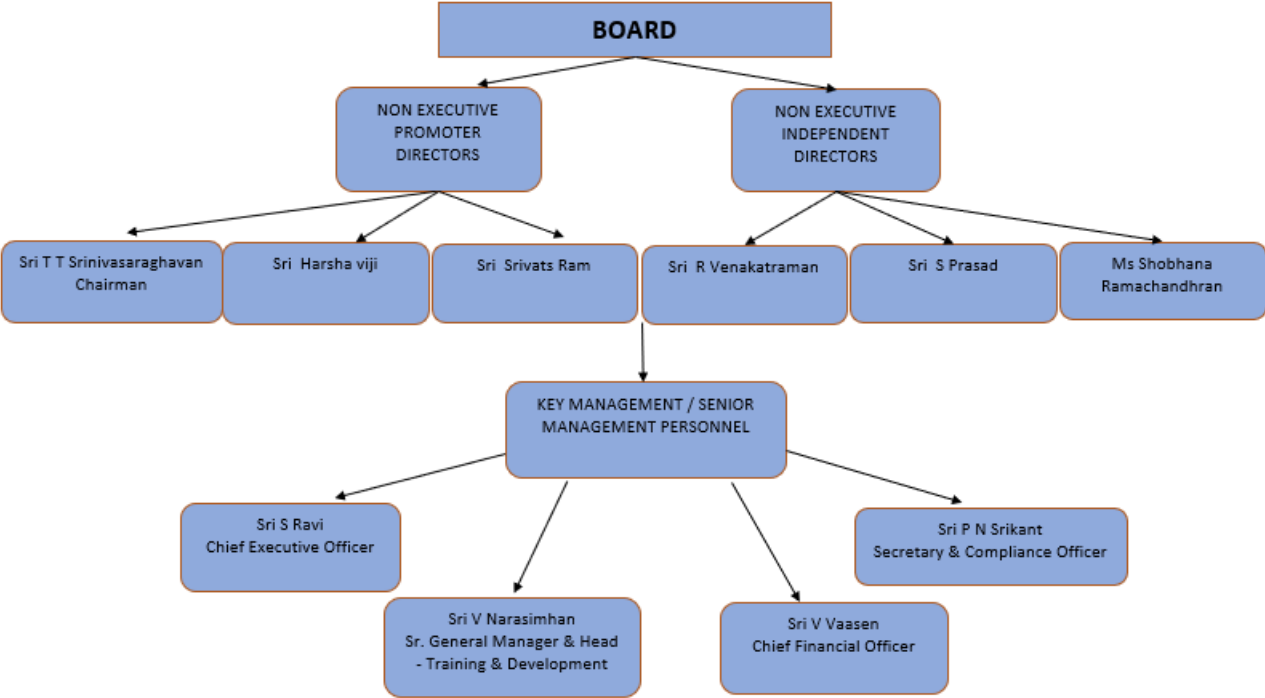 BOARD
NON EXECUTIVE
PROMOTER
DIRECTORS
NON EXECUTIVE
INDEPENDENT
DIRECTORS
Sri T T Srinivasaraghavan
Chairman
Sri Harsha viji
Sri Srivats Ram
Sri R Venakatraman
Sri S Prasad
Ms Shobhana
Ramachandhran
KEY MANAGEMENT / SENIOR
MANAGEMENT PERSONNEL
Sri S Ravi
Chief Executive Officer
Sri P N Srikant
Secretary & Compliance Officer
Sri V Narasimhan
Sr. General Manager & Head
- Training & Development
Sri V Vaasen
Chief Financial Officer